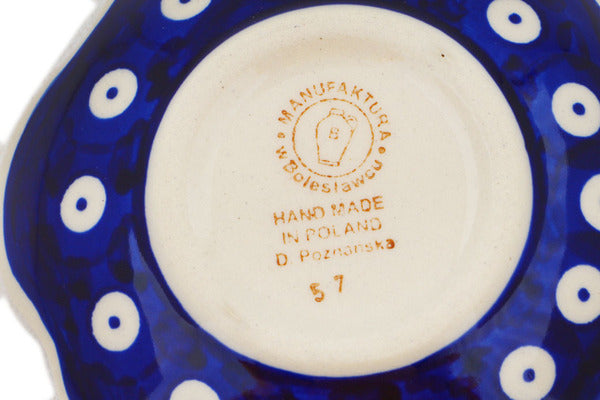 MANUFAKTURA
W Bolesławcu
B
HAND MADE
IN POLAND
D. Poznańska
57